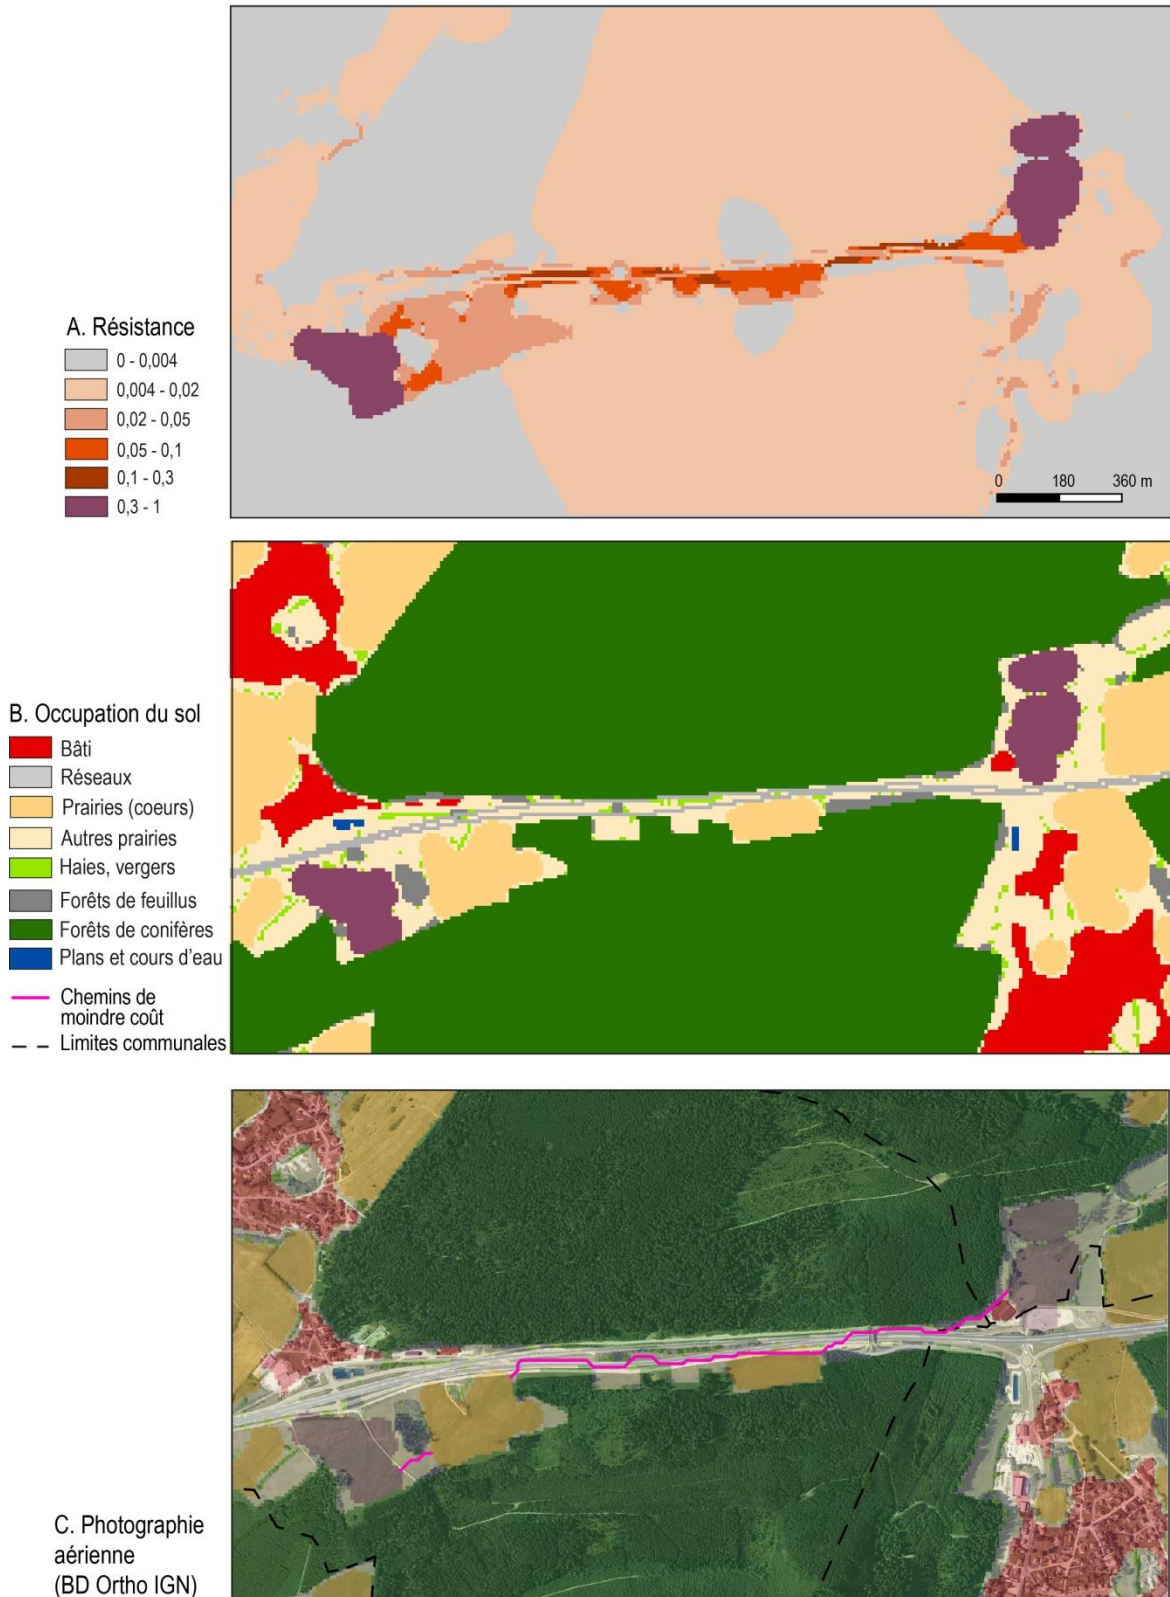 A. Résistance
0 - 0,004
0,004 - 0,02
0,02 - 0,05
0,05 - 0,1
0,1 - 0,3
0,3 - 1
0 180 360 m
B. Occupation du sol
Bâti
Réseaux
Prairies (coeurs)
Autres prairies
Haies, vergers
Forêts de feuillus
Forêts de conifères
Plans et cours d'eau
Chemins de
moindre coût
Limites communales
C. Photographie
aérienne
(BD Ortho IGN)